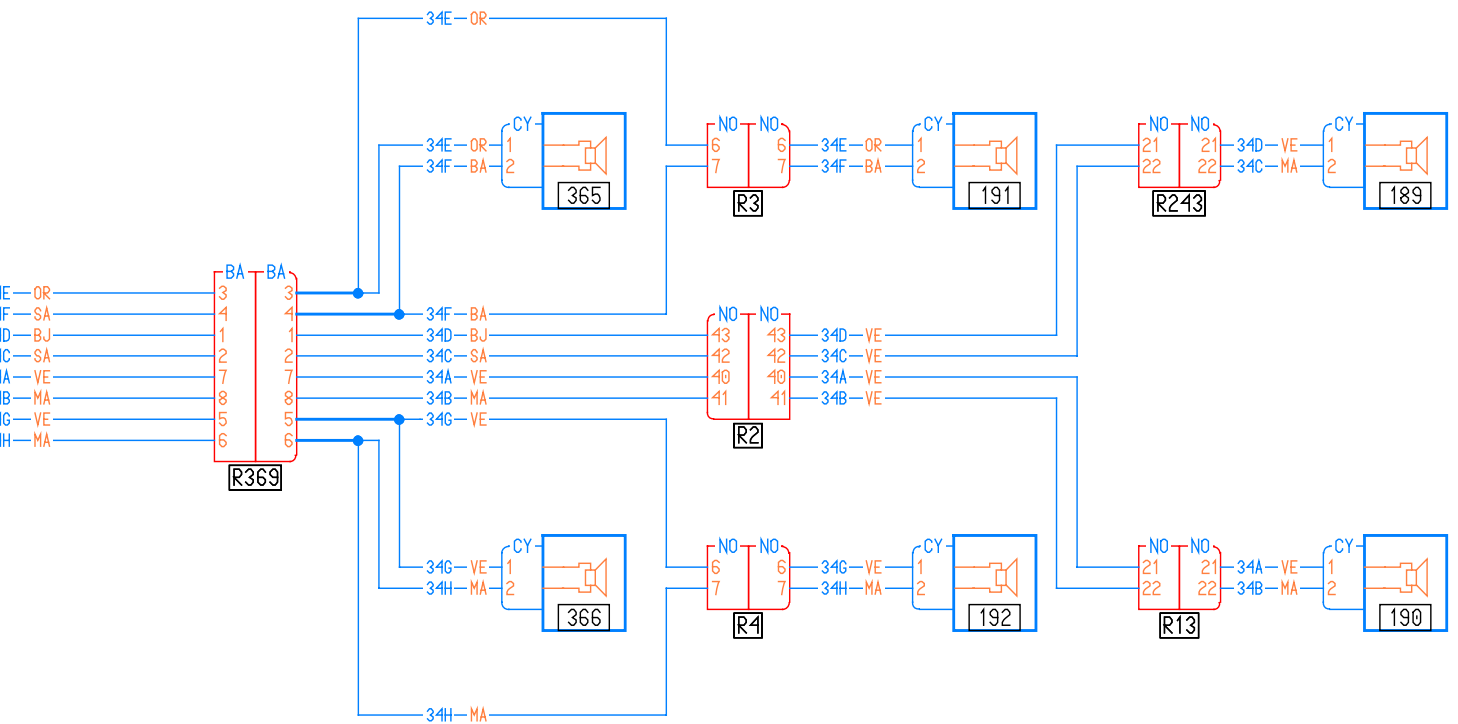 34E OR
CY
NO NO
CY
NO NO
CY
34E OR 1
6 6 34E OR 1
21 21 34D VE 1
34F BA 2
7 7 34F BA 2
22 22 34C MA 2
365
R3
191
R243
189
BA BA
E OR 3 3
F SA 4 4 34F BA
NO NO
D BJ 1 1 34D BJ 43 43 34D VE
C SA 2 2 34C SA 42 42 34C VE
A VE 7 7 34A VE 40 40 34A VE
B MA 8 8 34B MA 41 41 34B VE
G VE 5 5 34G VE
H MA 6 6
R2
R369
CY
NO NO
CY
NO NO
CY
34G VE 1
6 6 34G VE 1
21 21 34A VE 1
34H MA 2
7 7 34H MA 2
22 22 34B MA 2
366
R4
192
R13
190
34H MA